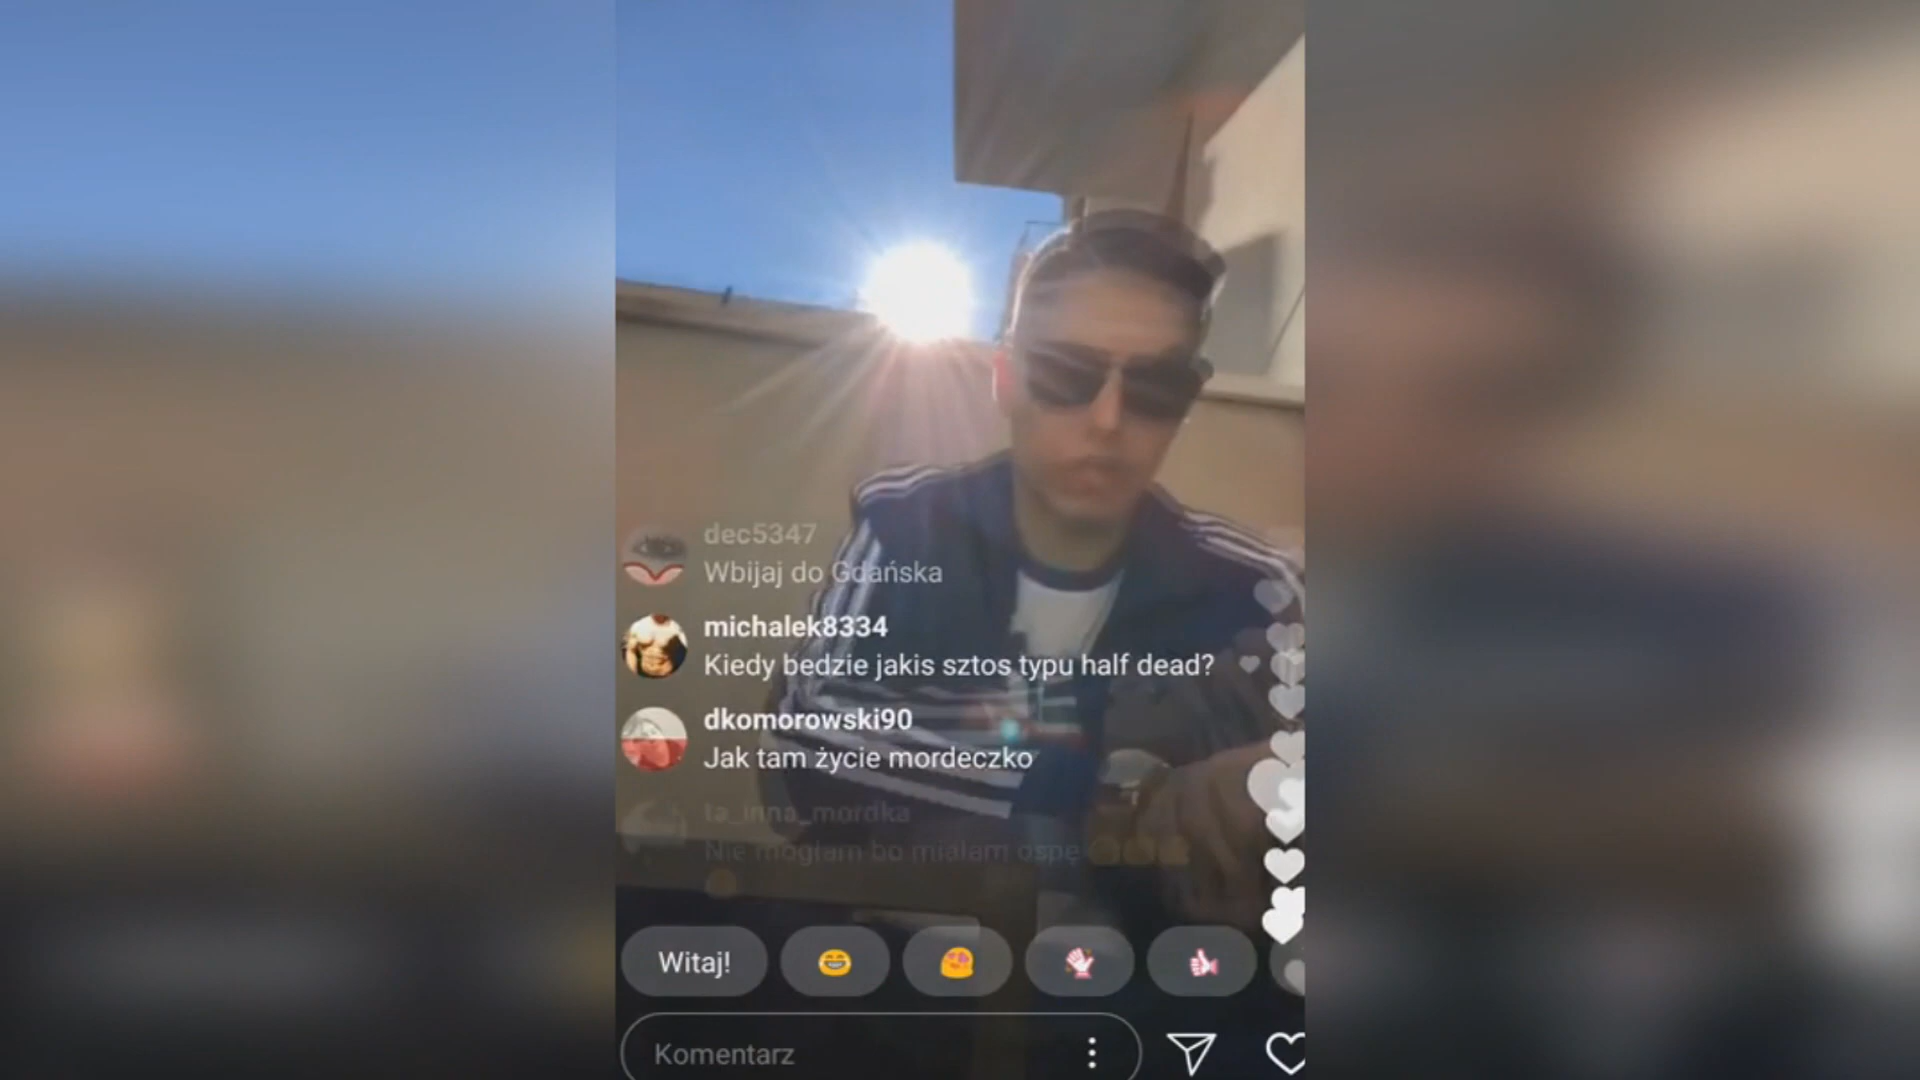 dec5347
Wbijaj do Gdańska
michalek8334
Kiedy bedzie jakis sztos typu half dead?
dkomorowski90
Jak tam życie mordeczko
ta_inna_mordka
Nie mogłam bo miałam ospę
Witaj!
Komentarz